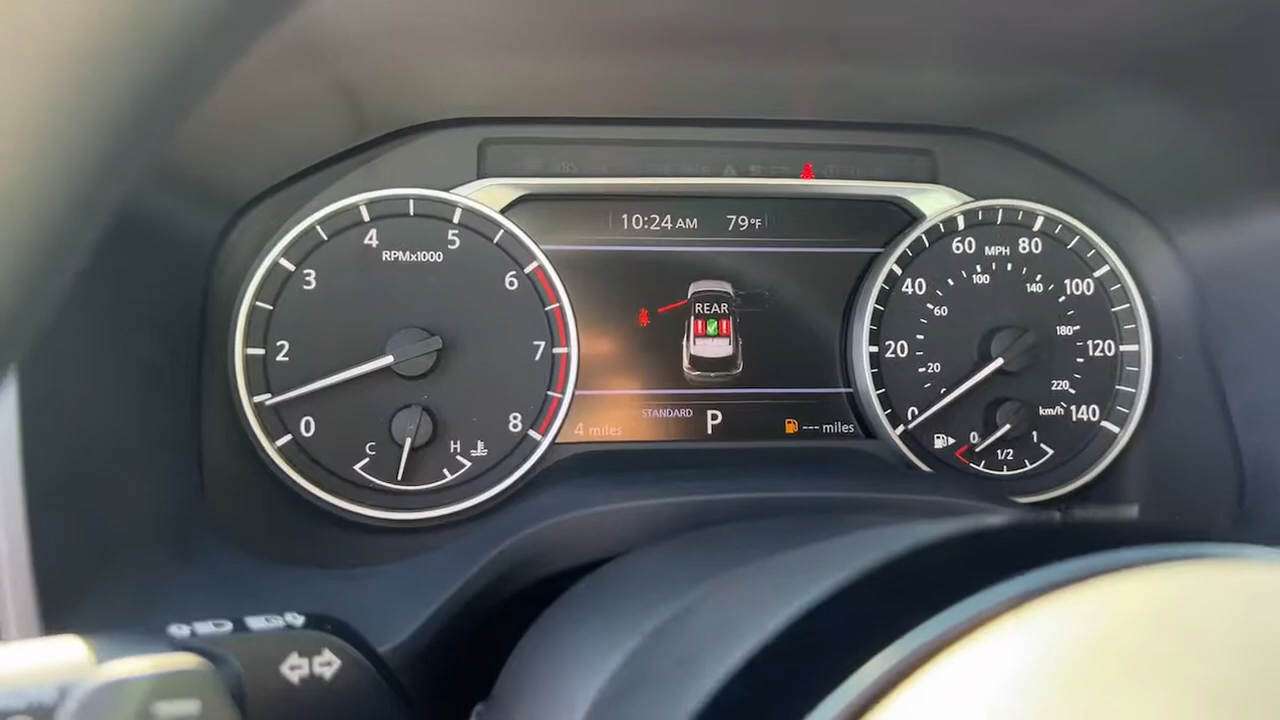 10:24 AM 79°F
4 5
RPMx1000
3 6
2 7
0 8
C H
REAR
STANDARD P
4 miles --- miles
60 MPH 80
40 100
20 120
0 140
100 140
60 180
20 220
km/h
0 1
1/2